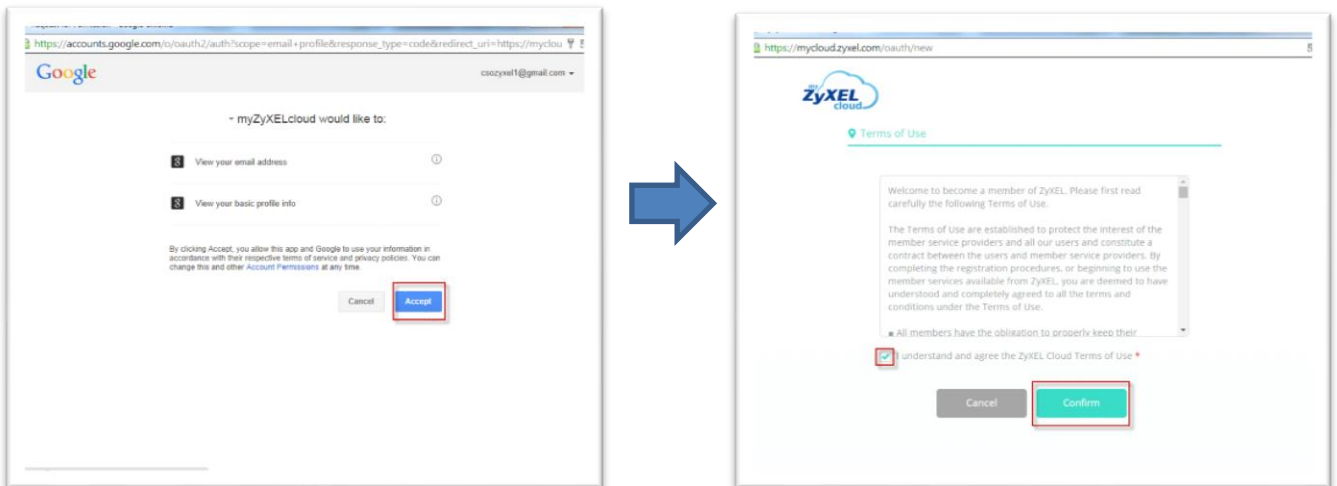 https://accounts.google.com/o/oauth2/auth?scope=email+profile&response_type=code&redirect_uri=https://myclou
Google
csozyxel1@gmail.com
- myZyXELcloud would like to:
View your email address
View your basic profile info
By clicking Accept, you allow this app and Google to use your information in
accordance with their respective terms of service and privacy policies. You can
change this and other Account Permissions at any time.
Cancel Accept
https://mycloud.zyxel.com/oauth/new
my
ZyXEL
cloud
Terms of Use
Welcome to become a member of ZyXEL. Please first read
carefully the following Terms of Use.
The Terms of Use are established to protect the interest of the
member service providers and all our users and constitute a
contract between the users and member service providers. By
completing the registration procedures, or beginning to use the
member services available from ZyXEL, you are deemed to have
understood and completely agreed to all the terms and
conditions under the Terms of Use.
■ All members have the obligation to properly keep their
I understand and agree the ZyXEL Cloud Terms of Use *
Cancel Confirm